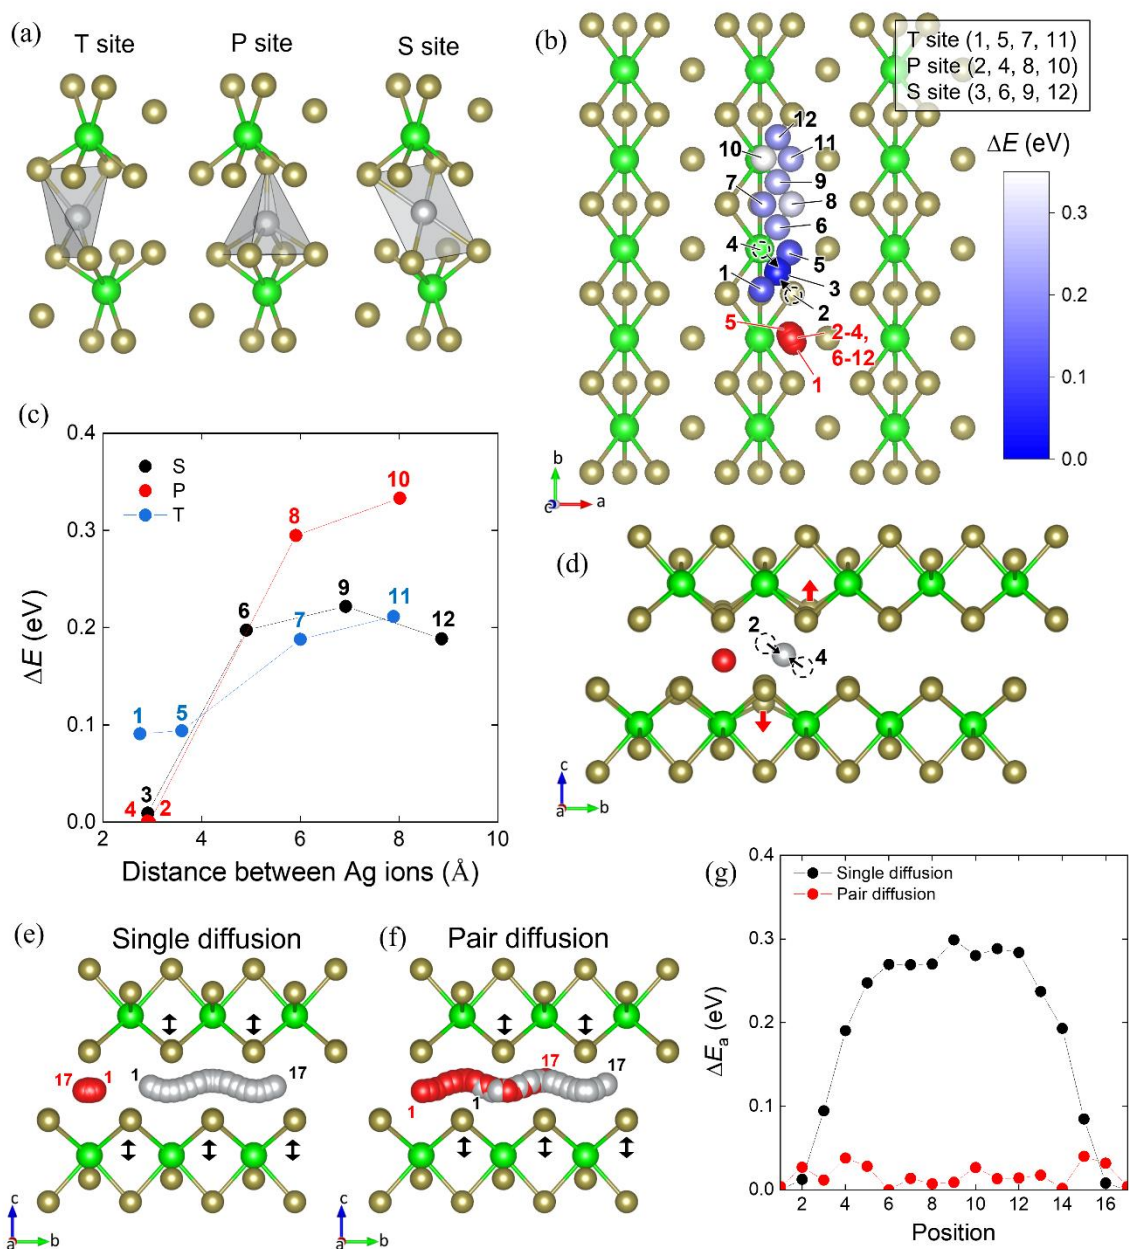 (a)
T site
P site
S site
(b)
T site (1, 5, 7, 11)
P site (2, 4, 8, 10)
S site (3, 6, 9, 12)
ΔE (eV)
0.3
0.2
0.1
0.0
12
11
10
9
7
8
6
4
5
1
3
2
5
2-4,
6-12
1
b
c
a
(c)
0.4
0.3
0.2
0.1
0.0
ΔE (eV)
S
P
T
10
8
9
6
12
11
7
1
5
3
4
2
2
4
6
8
10
Distance between Ag ions (Å)
(d)
2
4
c
a
b
(e)
Single diffusion
17
1
1
17
c
a
b
(f)
Pair diffusion
17
17
1
1
c
a
b
(g)
0.4
0.3
0.2
0.1
0.0
ΔEa (eV)
Single diffusion
Pair diffusion
2
4
6
8
10
12
14
16
Position